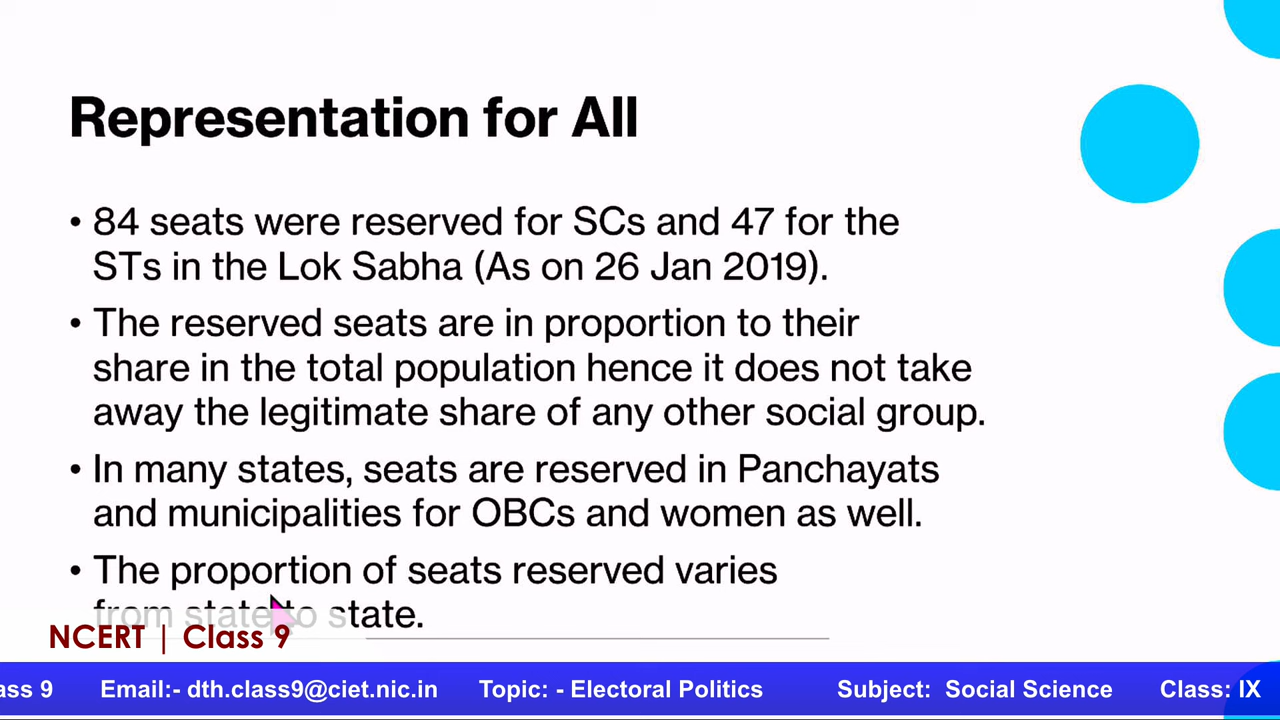 Representation for All
• 84 seats were reserved for SCs and 47 for the
STs in the Lok Sabha (As on 26 Jan 2019).
• The reserved seats are in proportion to their
share in the total population hence it does not take
away the legitimate share of any other social group.
• In many states, seats are reserved in Panchayats
and municipalities for OBCs and women as well.
• The proportion of seats reserved varies
from state to state.
NCERT | Class 9
ass 9 Email:- dth.class9@ciet.nic.in Topic: - Electoral Politics Subject: Social Science Class: IX